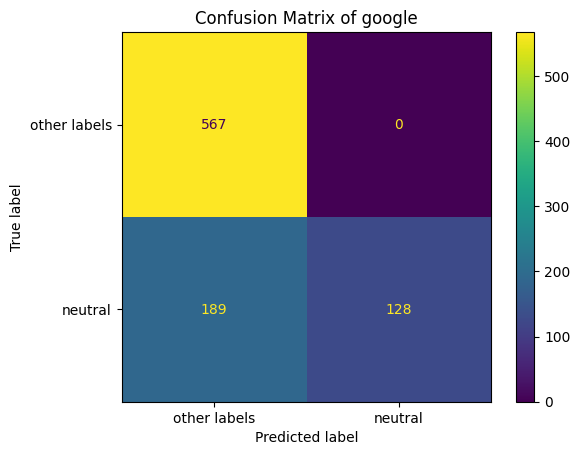 Confusion Matrix of google
True label
other labels
neutral
567
0
189
128
other labels
neutral
Predicted label
500
400
300
200
100
0